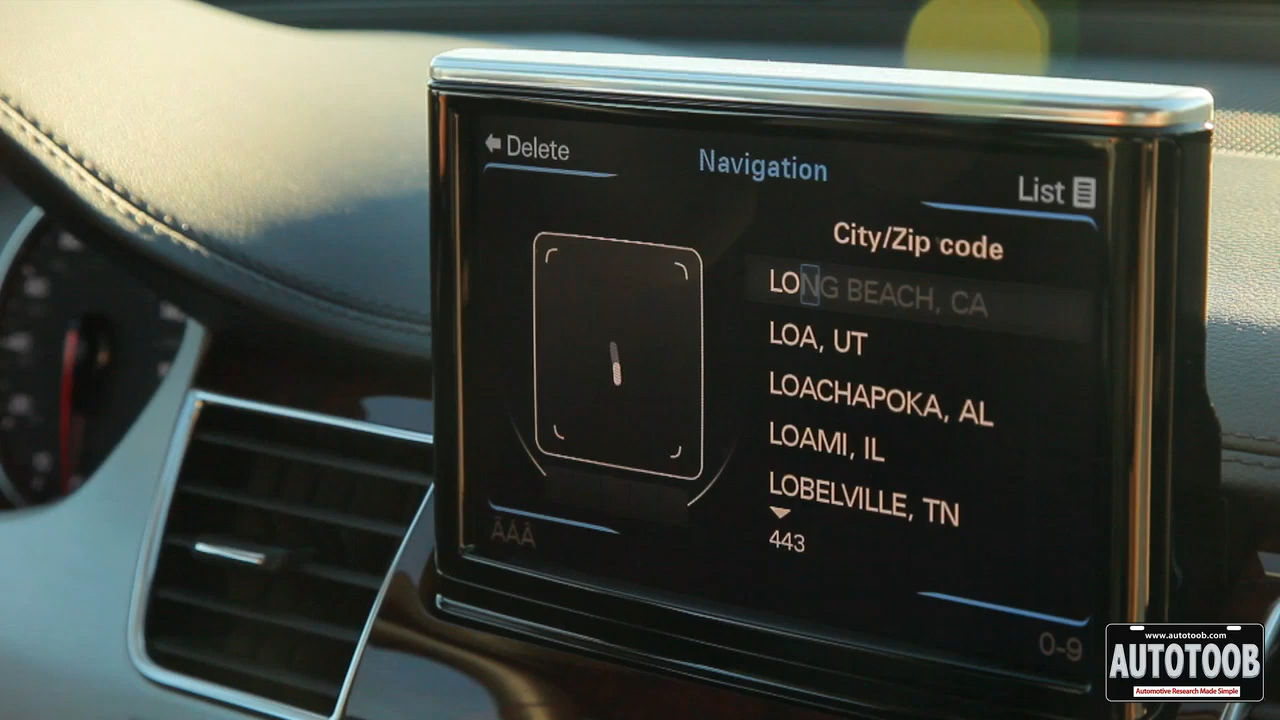 Delete
Navigation
List
City/Zip code
LONG BEACH, CA
LOA, UT
LOACHAPOKA, AL
LOAMI, IL
LOBELVILLE, TN
443
ÂÁÀ
0-9
www.autotoob.com
AUTOTOOB
Automotive Research Made Simple